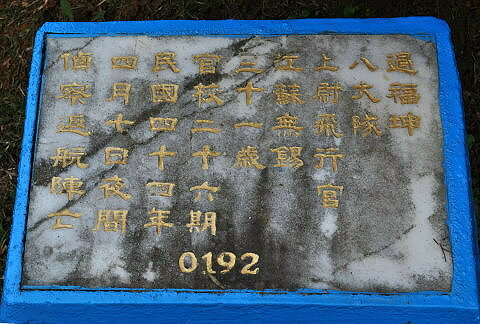 過福坤
八大隊
上尉飛行官
江蘇無錫
三十一歲
官校二十六期
民國四十四年
四月十日夜間
偵察返航陣亡
0192